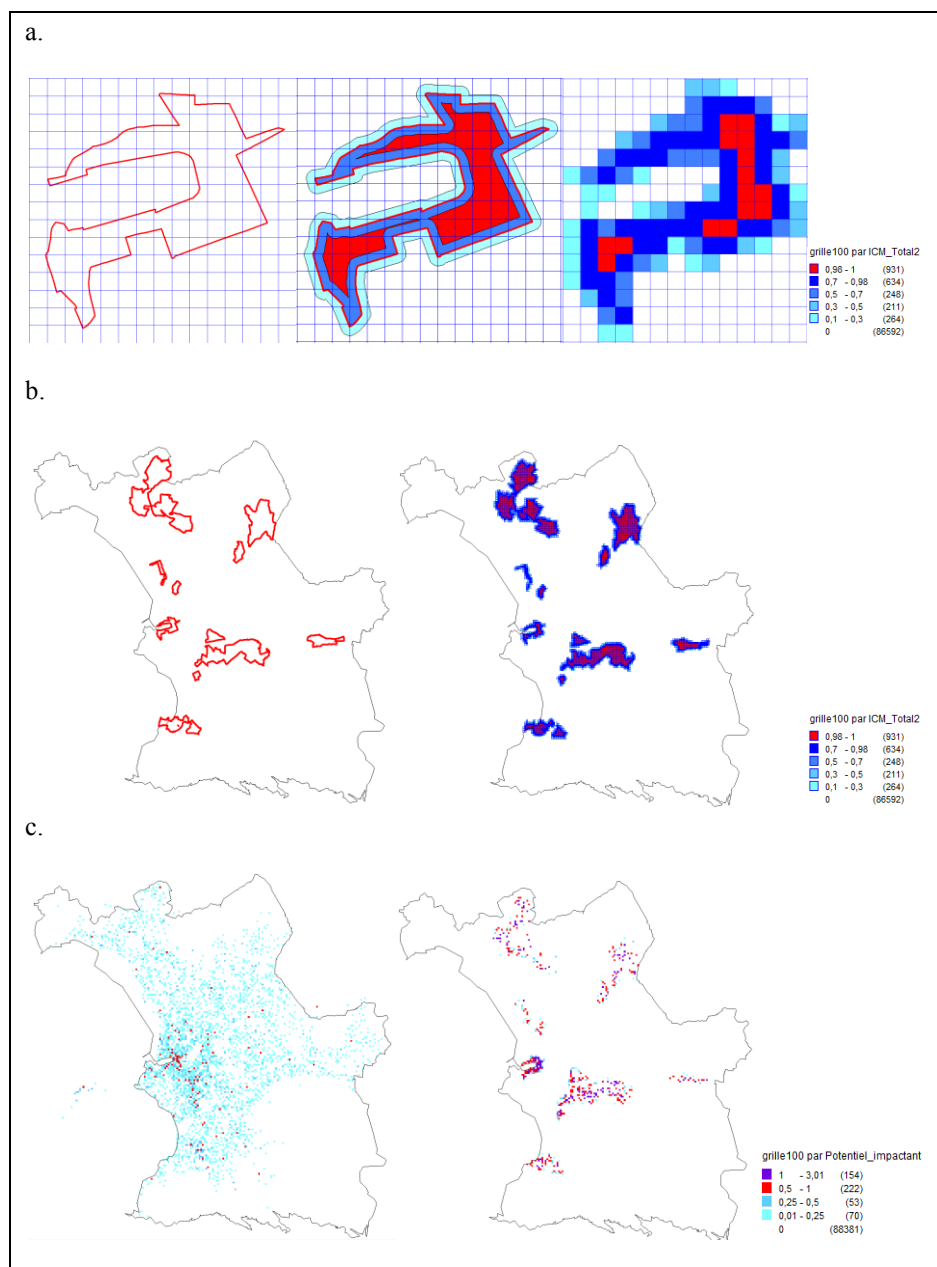 a.
grille100 par ICM_Total2
0,98 - 1 (931)
0,7 - 0,98 (634)
0,5 - 0,7 (248)
0,3 - 0,5 (211)
0,1 - 0,3 (264)
0 (86592)
b.
grille100 par ICM_Total2
0,98 - 1 (931)
0,7 - 0,98 (634)
0,5 - 0,7 (248)
0,3 - 0,5 (211)
0,1 - 0,3 (264)
0 (86592)
c.
grille100 par Potentiel_impactant
1 - 3,01 (154)
0,5 - 1 (222)
0,25 - 0,5 (53)
0,01 - 0,25 (70)
0 (88381)